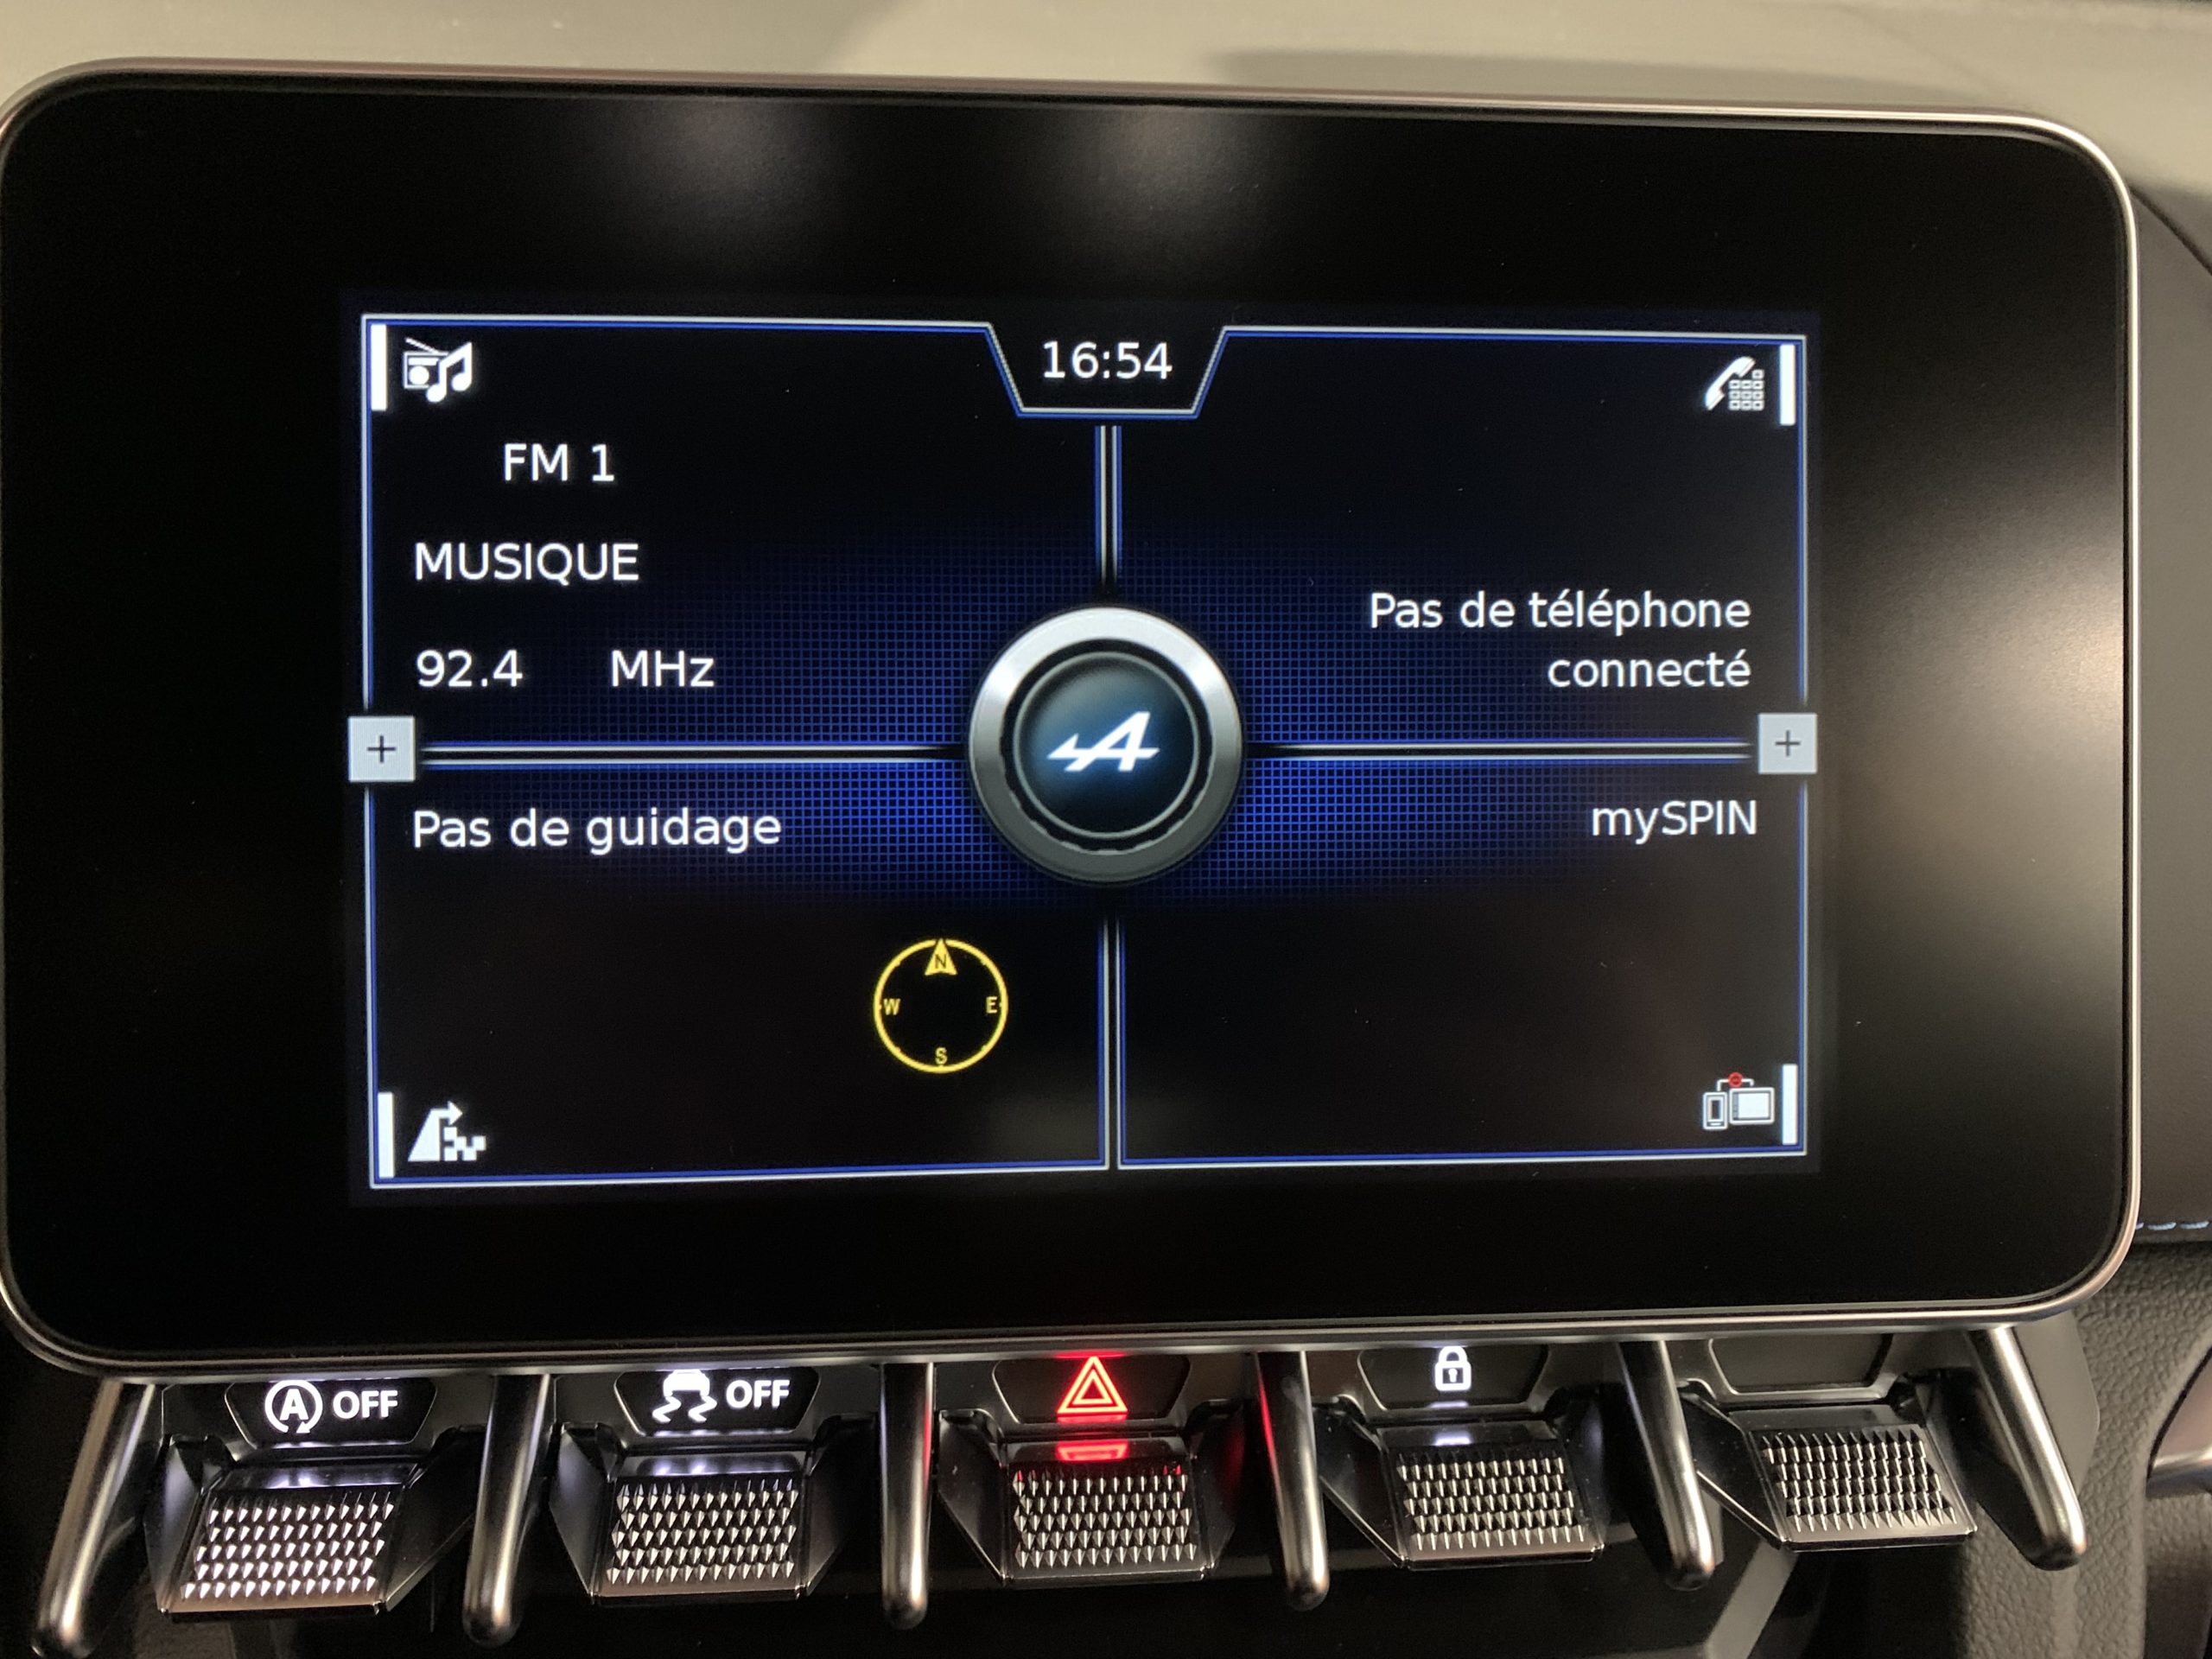 16:54
FM 1
MUSIQUE
92.4 MHz
Pas de téléphone
connecté
Pas de guidage
mySPIN
N
W E
S
A OFF
OFF